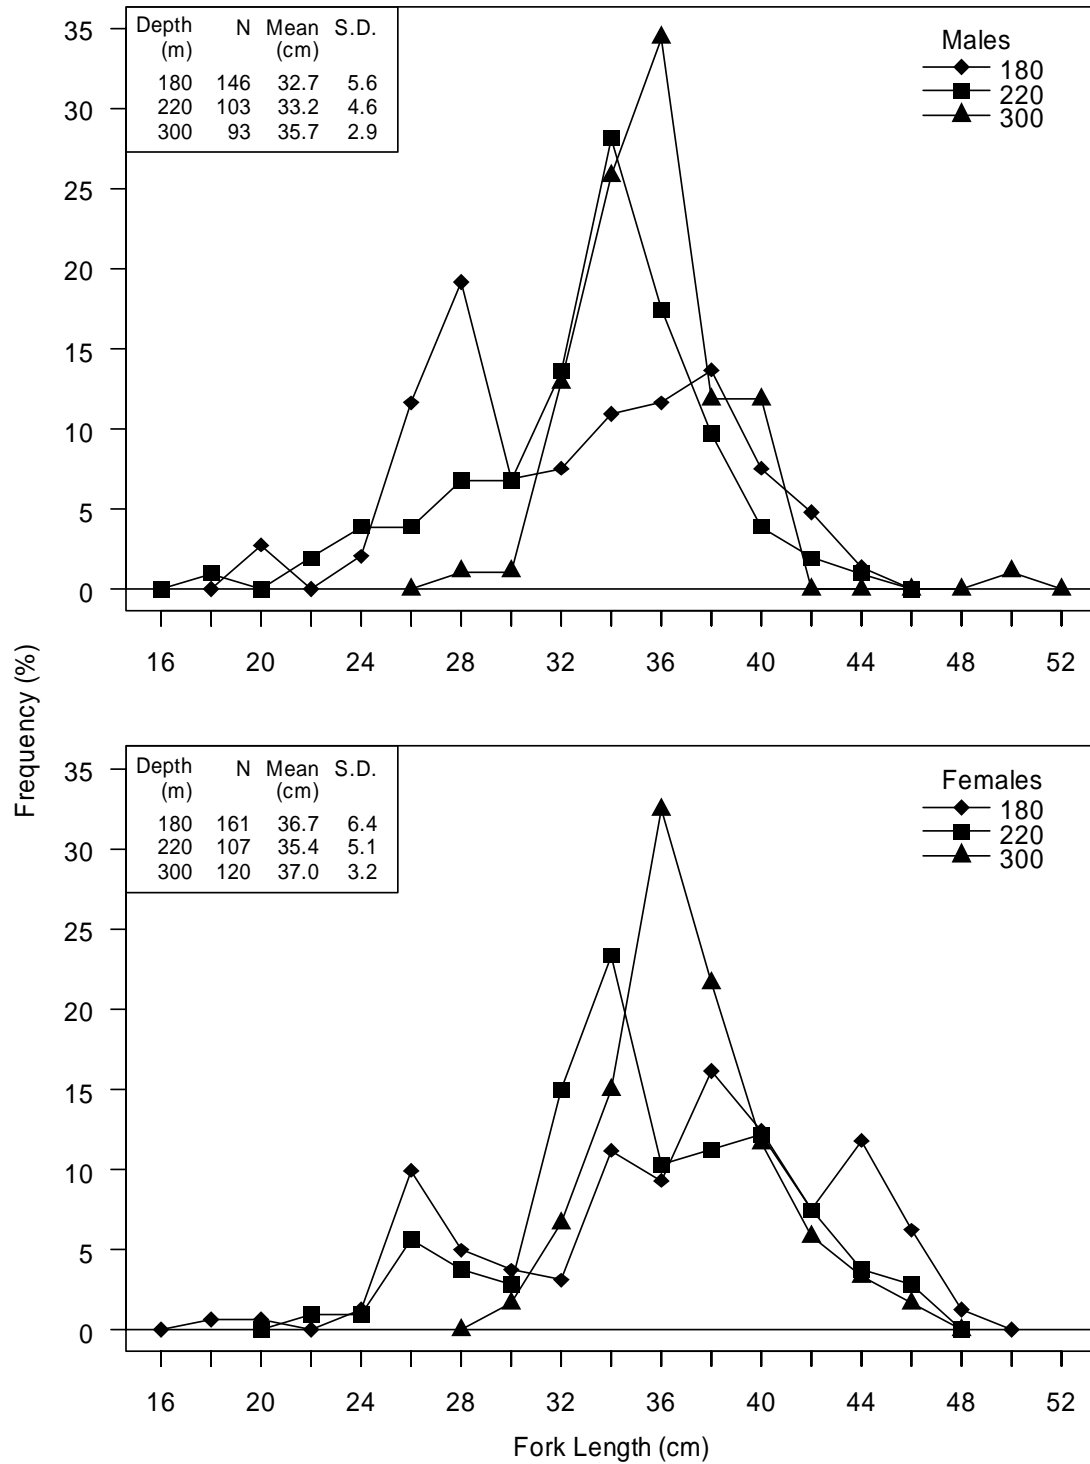 Depth N Mean S.D.
(m) (cm)
180 146 32.7 5.6
220 103 33.2 4.6
300 93 35.7 2.9
Males
180
220
300
35
30
25
20
15
10
5
0
16 20 24 28 32 36 40 44 48 52
Frequency (%)
Depth N Mean S.D.
(m) (cm)
180 161 36.7 6.4
220 107 35.4 5.1
300 120 37.0 3.2
Females
180
220
300
35
30
25
20
15
10
5
0
16 20 24 28 32 36 40 44 48 52
Fork Length (cm)